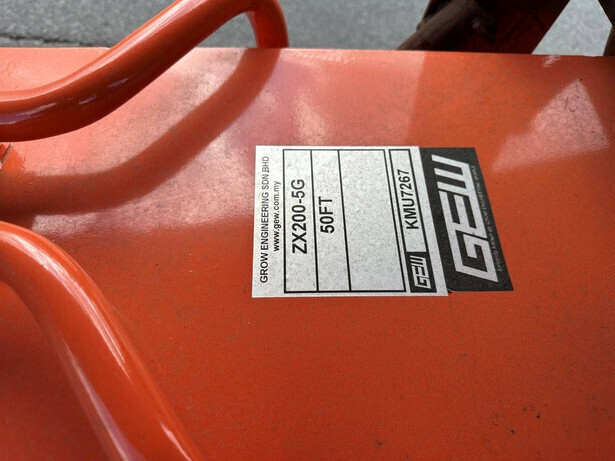 GROW ENGINEERING SDN BHD
www.gew.com.my
ZX200-5G
50FT
GEW
KMU7267
GEW